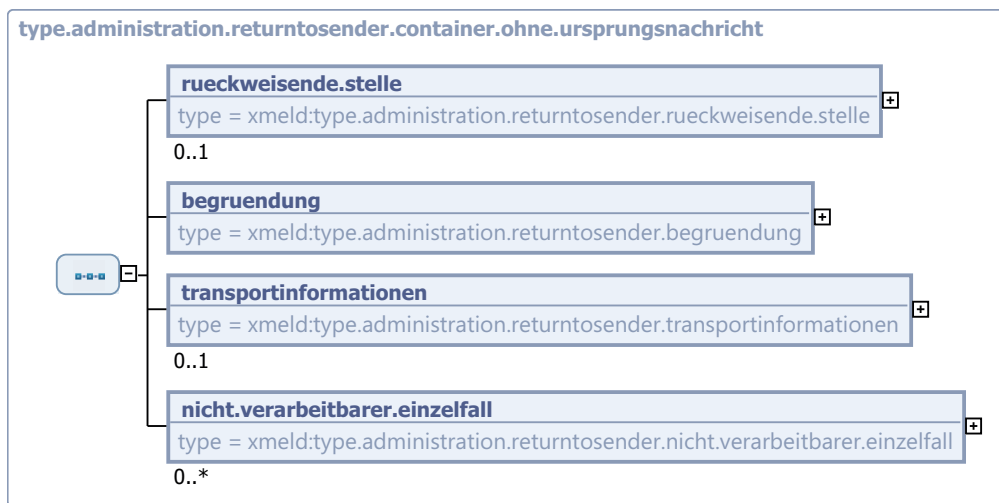 type.administration.returntosender.container.ohne.ursprungsnachricht
rueckweisende.stelle
type = xmeld:type.administration.returntosender.rueckweisende.stelle
0..1
begruendung
type = xmeld:type.administration.returntosender.begruendung
transportinformationen
type = xmeld:type.administration.returntosender.transportinformationen
0..1
nicht.verarbeitbarer.einzelfall
type = xmeld:type.administration.returntosender.nicht.verarbeitbarer.einzelfall
0..*